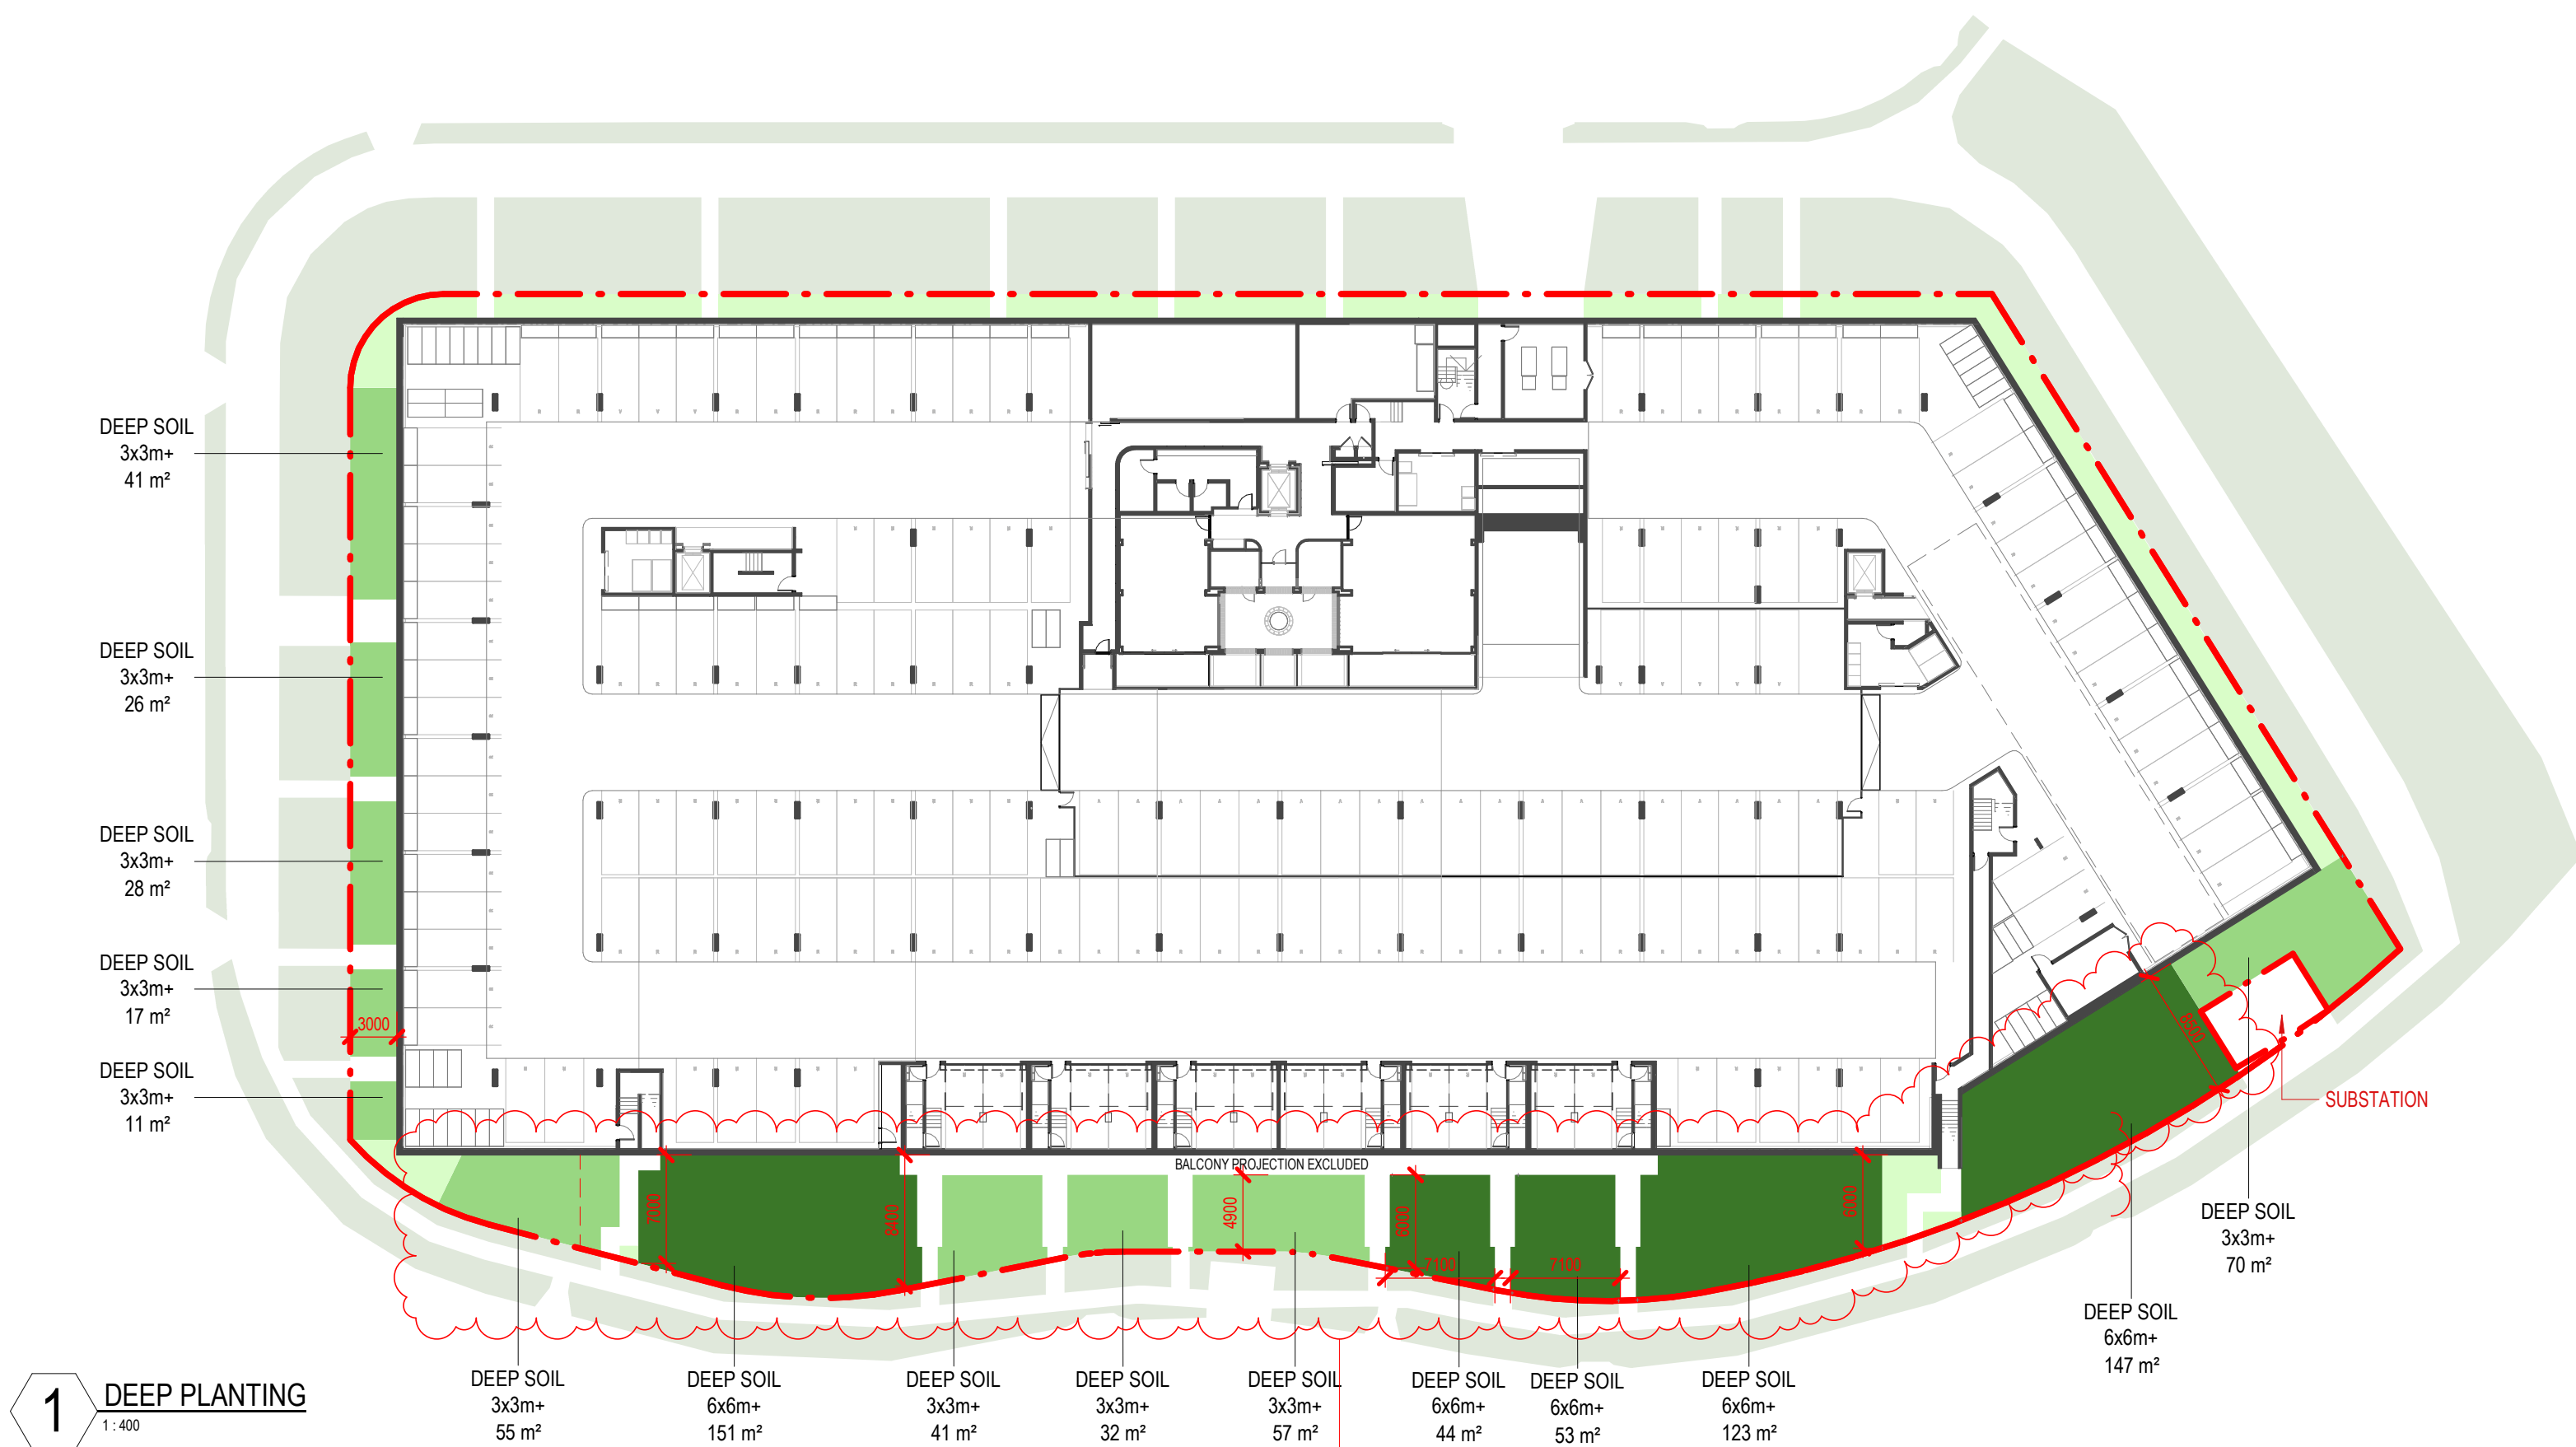 DEEP SOIL
3x3m+
41 m²
DEEP SOIL
3x3m+
26 m²
DEEP SOIL
3x3m+
28 m²
DEEP SOIL
3x3m+
17 m²
3000
DEEP SOIL
3x3m+
11 m²
BALCONY PROJECTION EXCLUDED
7000
8400
4900
6000
7100
7100
6000
8600
SUBSTATION
DEEP SOIL
3x3m+
70 m²
DEEP SOIL
6x6m+
147 m²
DEEP SOIL
3x3m+
55 m²
DEEP SOIL
6x6m+
151 m²
DEEP SOIL
3x3m+
41 m²
DEEP SOIL
3x3m+
32 m²
DEEP SOIL
3x3m+
57 m²
DEEP SOIL
6x6m+
44 m²
DEEP SOIL
6x6m+
53 m²
DEEP SOIL
6x6m+
123 m²
1
DEEP PLANTING
1 : 400